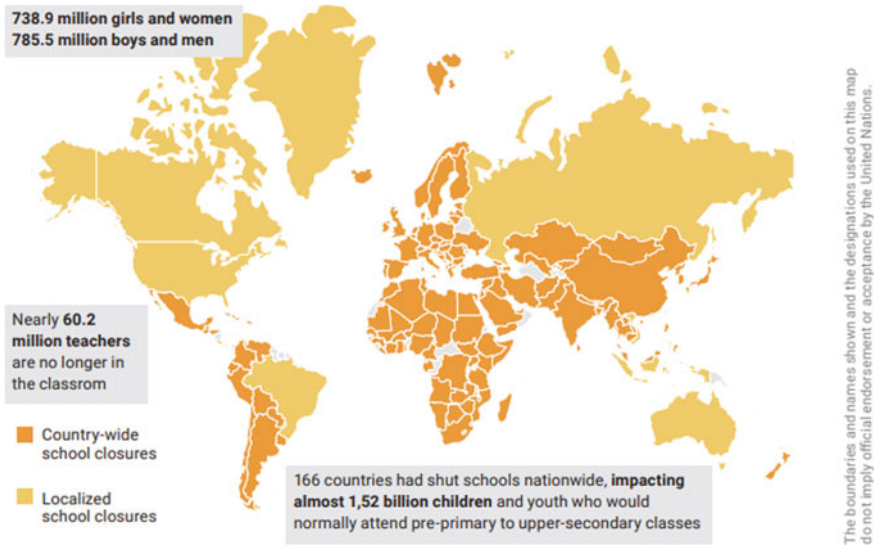 738.9 million girls and women
785.5 million boys and men
Nearly 60.2
million teachers
are no longer in
the classrom
Country-wide
school closures
Localized
school closures
166 countries had shut schools nationwide, impacting
almost 1,52 billion children and youth who would
normally attend pre-primary to upper-secondary classes
The boundaries and names shown and the designations used on this map
do not imply official endorsement or acceptance by the United Nations.